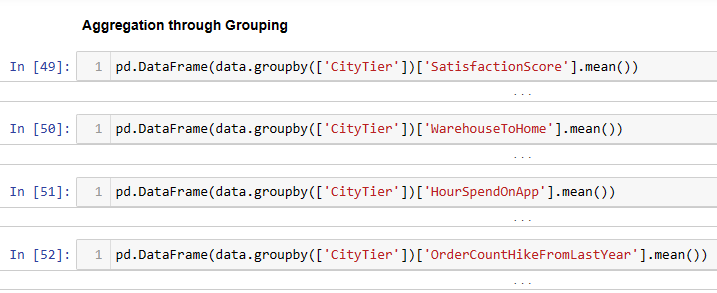 Aggregation through Grouping
In [49]: 1 pd.DataFrame(data.groupby(['CityTier'])['SatisfactionScore'].mean())
...
In [50]: 1 pd.DataFrame(data.groupby(['CityTier'])['WarehouseToHome'].mean())
...
In [51]: 1 pd.DataFrame(data.groupby(['CityTier'])['HourSpendOnApp'].mean())
...
In [52]: 1 pd.DataFrame(data.groupby(['CityTier'])['OrderCountHikeFromLastYear'].mean())
...